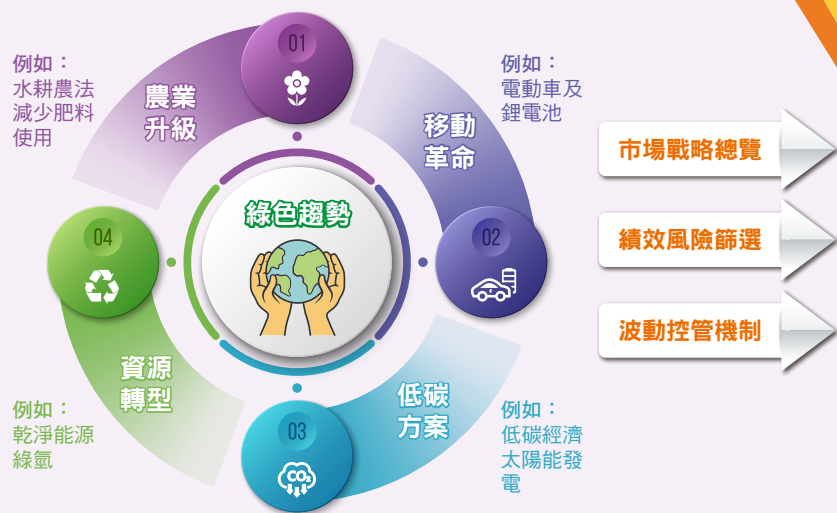 01
例如：
水耕農法
減少肥料
使用
農業
升級
移動
革命
例如：
電動車及
鋰電池
02
綠色趨勢
04
資源
轉型
例如：
乾淨能源
綠氫
03
CO₂
低碳
方案
例如：
低碳經濟
太陽能發
電
市場戰略總覽
績效風險篩選
波動控管機制